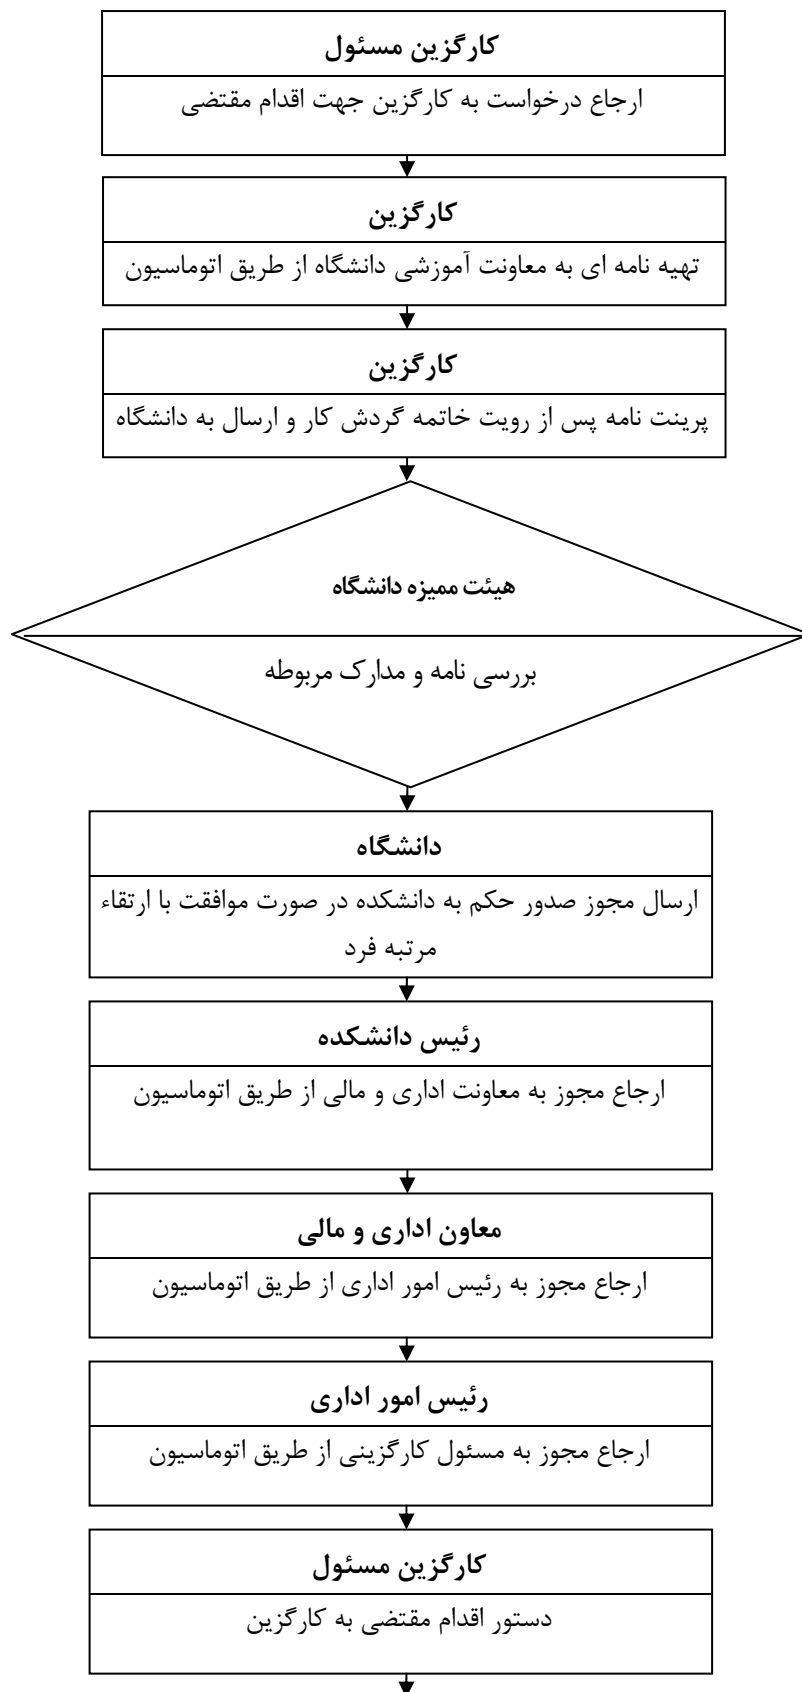 کارگزین مسئول
ارجاع درخواست به کارگزین جهت اقدام مقتضی
کارگزین
تهیه نامه ای به معاونت آموزشی دانشگاه از طریق اتوماسیون
کارگزین
پرینت نامه پس از رویت خاتمه گردش کار و ارسال به دانشگاه
هیئت ممیزه دانشگاه
بررسی نامه و مدارک مربوطه
دانشگاه
ارسال مجوز صدور حکم به دانشکده در صورت موافقت با ارتقاء
مرتبه فرد
رئیس دانشکده
ارجاع مجوز به معاونت اداری و مالی از طریق اتوماسیون
معاون اداری و مالی
ارجاع مجوز به رئیس امور اداری از طریق اتوماسیون
رئیس امور اداری
ارجاع مجوز به مسئول کارگزینی از طریق اتوماسیون
کارگزین مسئول
دستور اقدام مقتضی به کارگزین